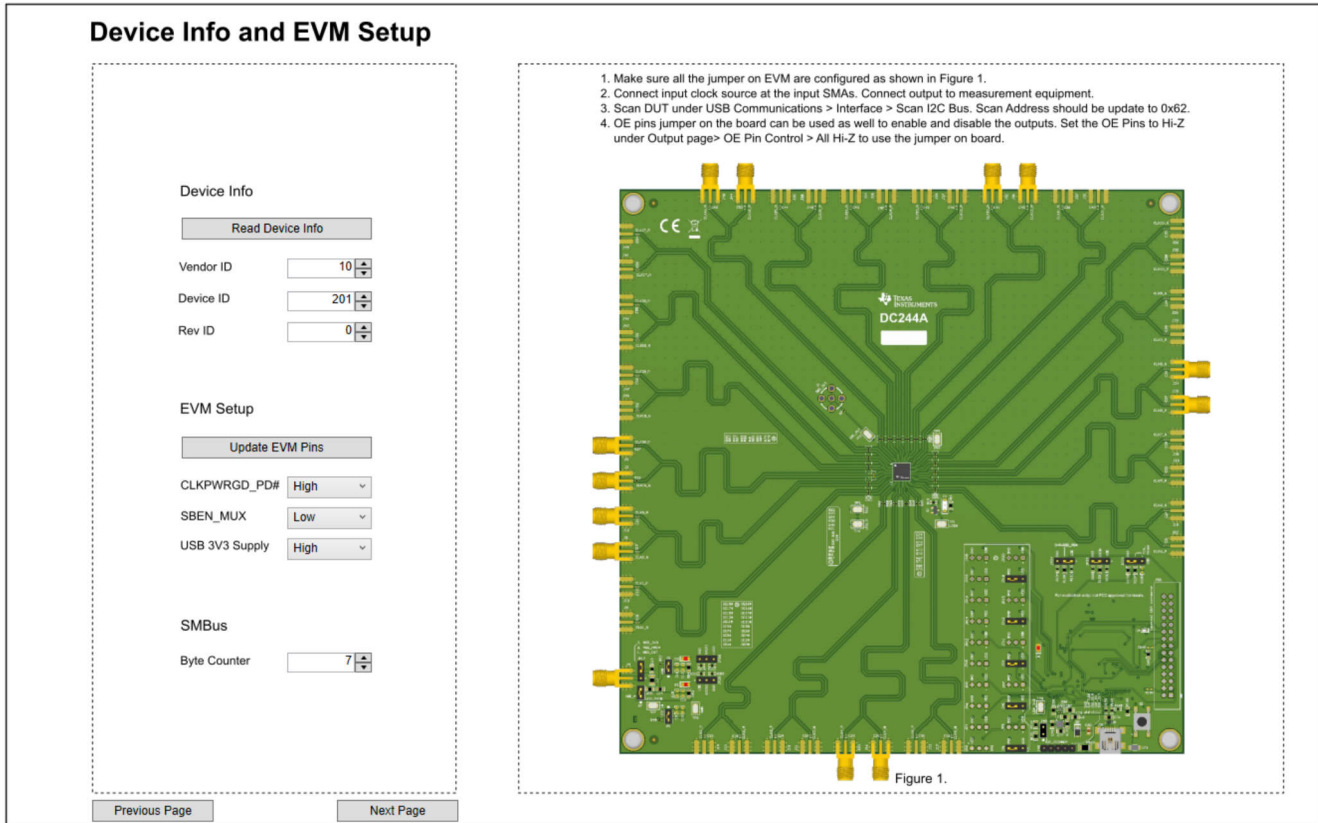 Device Info and EVM Setup
Device Info
Read Device Info
Vendor ID 10
Device ID 201
Rev ID 0
EVM Setup
Update EVM Pins
CLKPWRGD_PD# High
SBEN_MUX Low
USB 3V3 Supply High
SMBus
Byte Counter 7
Previous Page
Next Page
1. Make sure all the jumper on EVM are configured as shown in Figure 1.
2. Connect input clock source at the input SMAs. Connect output to measurement equipment.
3. Scan DUT under USB Communications > Interface > Scan I2C Bus. Scan Address should be update to 0x62.
4. OE pins jumper on the board can be used as well to enable and disable the outputs. Set the OE Pins to Hi-Z
under Output page> OE Pin Control > All Hi-Z to use the jumper on board.
CE
TEXAS
INSTRUMENTS
DC244A
Figure 1.